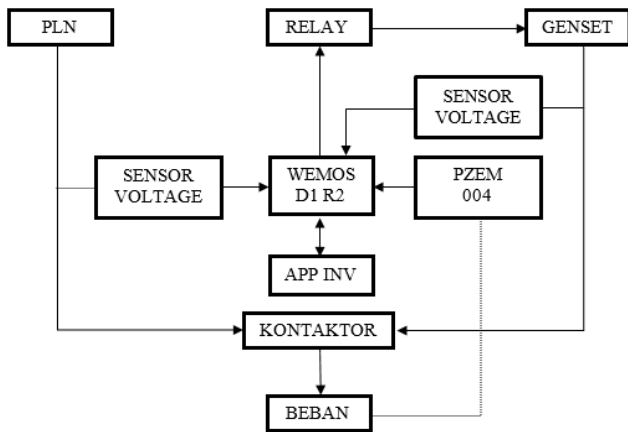 PLN
RELAY
GENSET
SENSOR
VOLTAGE
SENSOR
VOLTAGE
WEMOS
D1 R2
PZEM
004
APP INV
KONTAKTOR
BEBAN